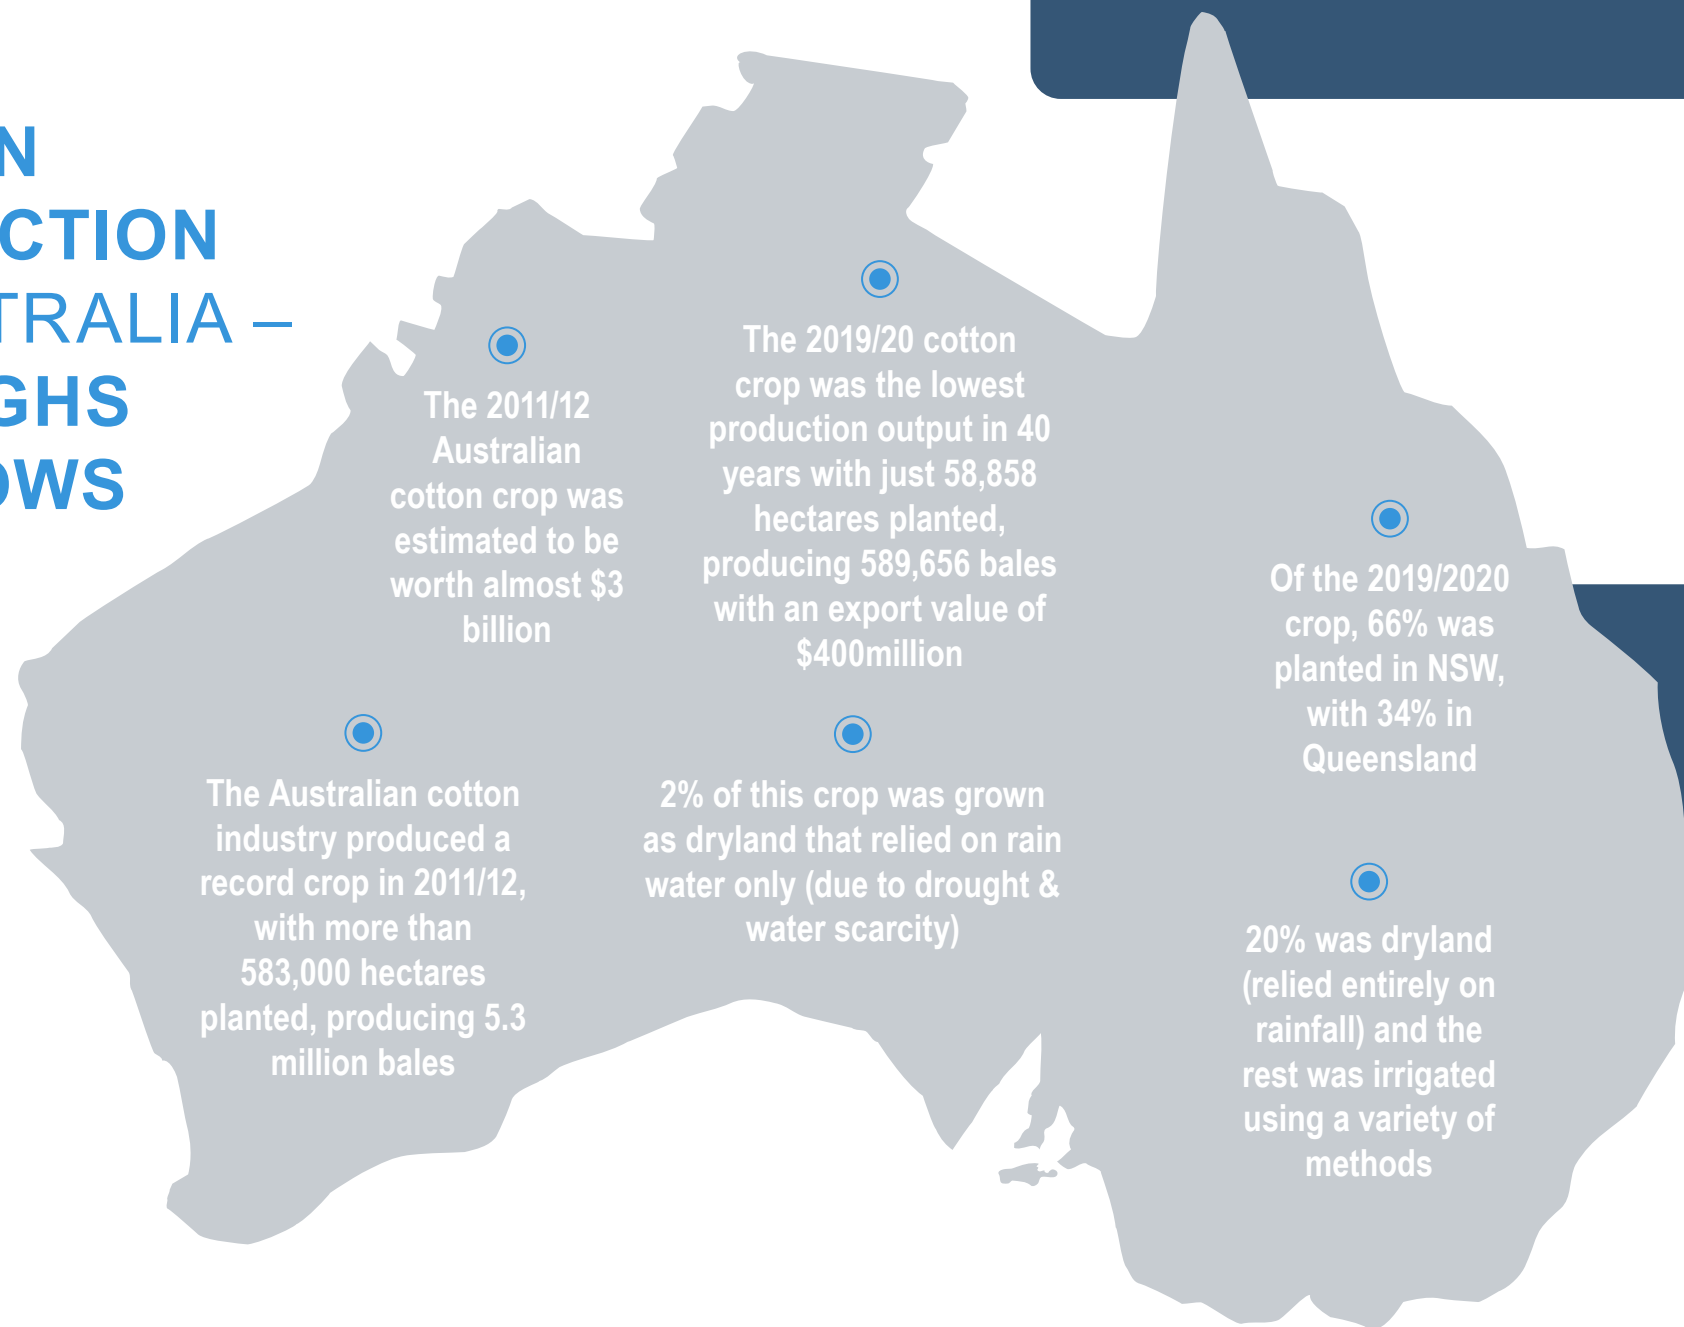 N
CTION
TRALIA –
GHS
OWS
The 2011/12
Australian
cotton crop was
estimated to be
worth almost $3
billion
The 2019/20 cotton
crop was the lowest
production output in 40
years with just 58,858
hectares planted,
producing 589,656 bales
with an export value of
$400million
Of the 2019/2020
crop, 66% was
planted in NSW,
with 34% in
Queensland
The Australian cotton
industry produced a
record crop in 2011/12,
with more than
583,000 hectares
planted, producing 5.3
million bales
2% of this crop was grown
as dryland that relied on rain
water only (due to drought &
water scarcity)
20% was dryland
(relied entirely on
rainfall) and the
rest was irrigated
using a variety of
methods